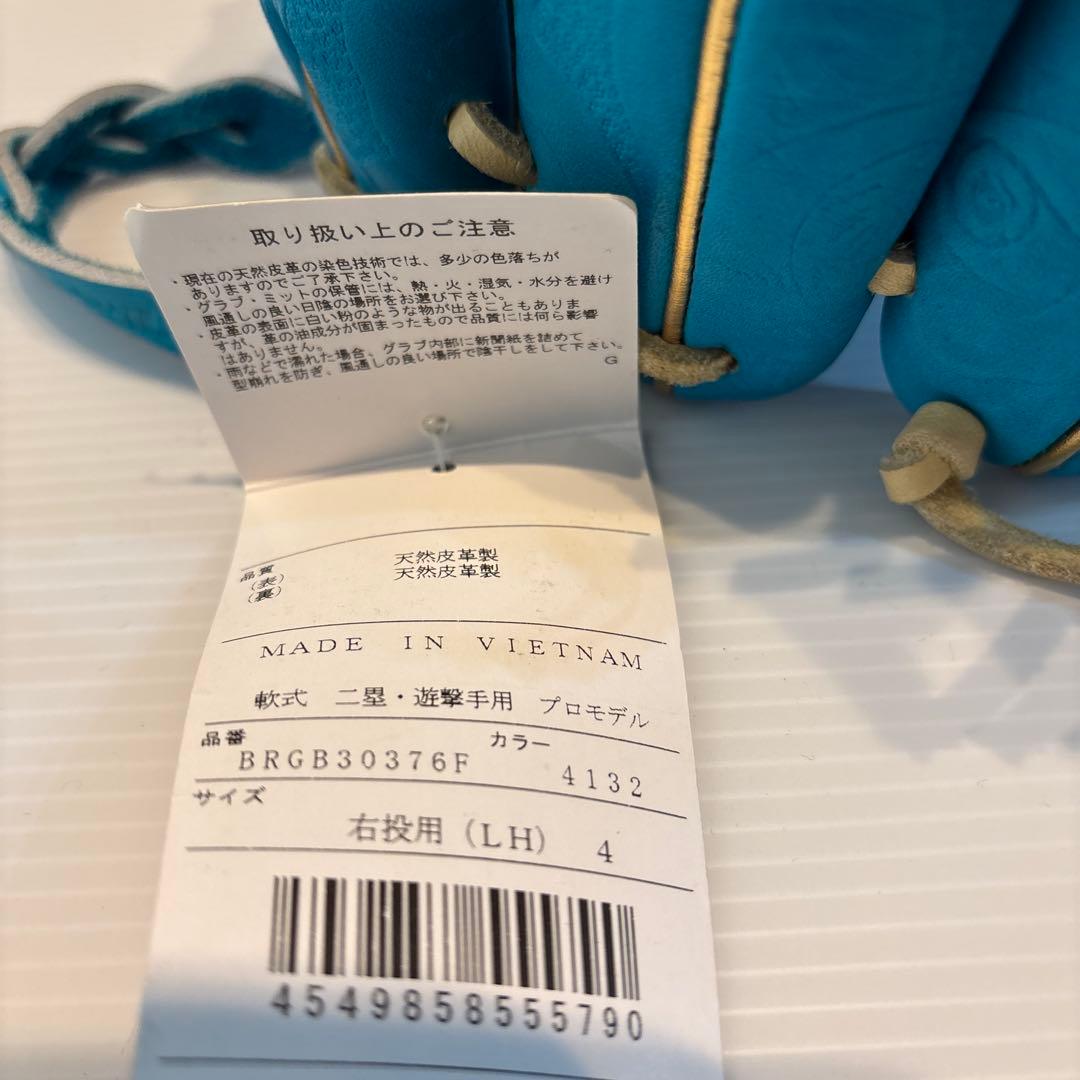 取り扱い上のご注意
・現在の天然皮革の染色技術では、多少の色落ちが
ありますのでご了承下さい。
・グラブ・ミットの保管には、熱・火・湿気・水分を避け
風通しの良い日陰の場所をお選び下さい。
・皮革の表面に白い粉のような物が出ることもありま
すが、革の油成分が固まったもので品質には何ら影響
はありません。
・雨などで濡れた場合、グラブ内部に新聞紙を詰めて
型崩れを防ぎ、風通しの良い場所で陰干しをして下さい。
G
品質
(表) 天然皮革製
(裏) 天然皮革製
MADE IN VIETNAM
軟式 二塁・遊撃手用 プロモデル
品番 カラー
BRGB30376F 4132
サイズ
右投用(LH) 4
4549858555790